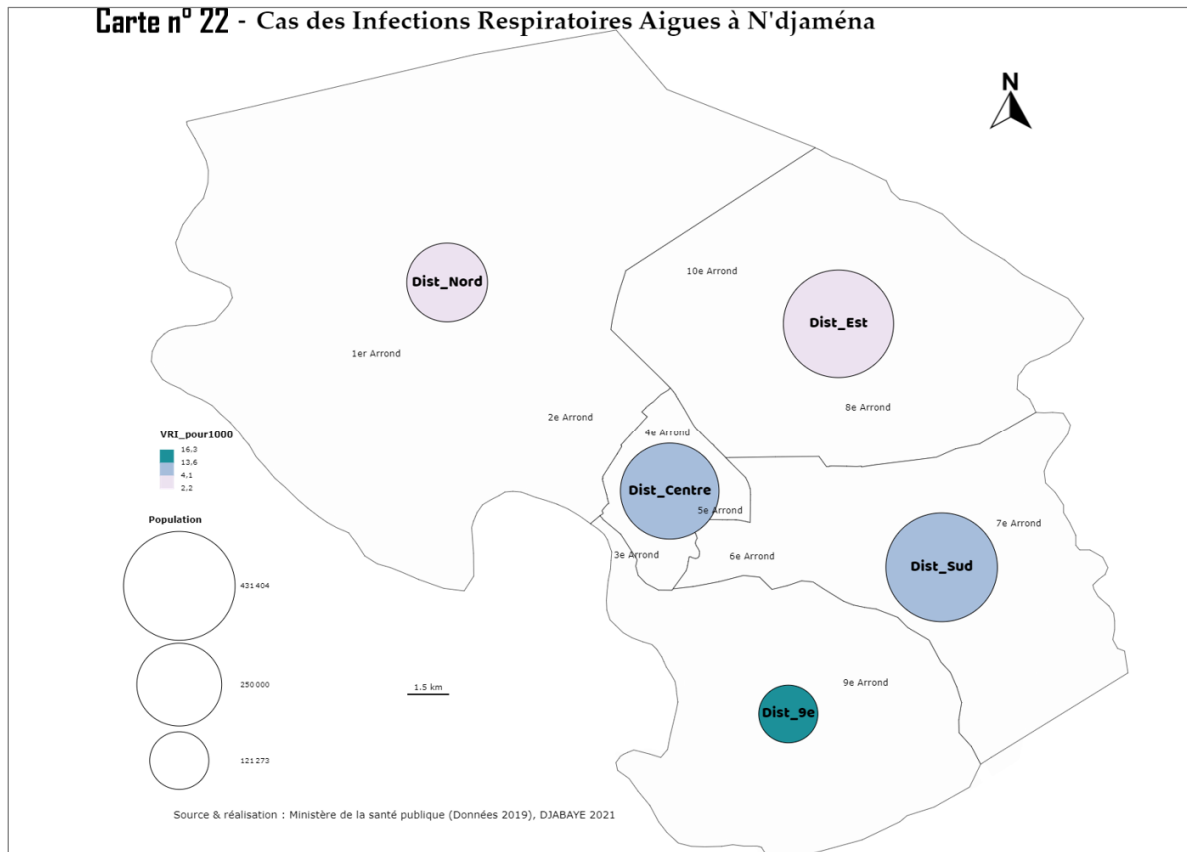 Carte n° 22 - Cas des Infections Respiratoires Aigues à N'djaména
N
Dist_Nord
10e Arrond
Dist_Est
1er Arrond
8e Arrond
2e Arrond
4e Arrond
VRI_pour1000
16,3
13,6
4,1
2,2
Dist_Centre
5e Arrond
Population
7e Arrond
3e Arrond
6e Arrond
Dist_Sud
431 404
250 000
1.5 km
9e Arrond
Dist_9e
121 273
Source & réalisation : Ministère de la santé publique (Données 2019), DJABAYE 2021